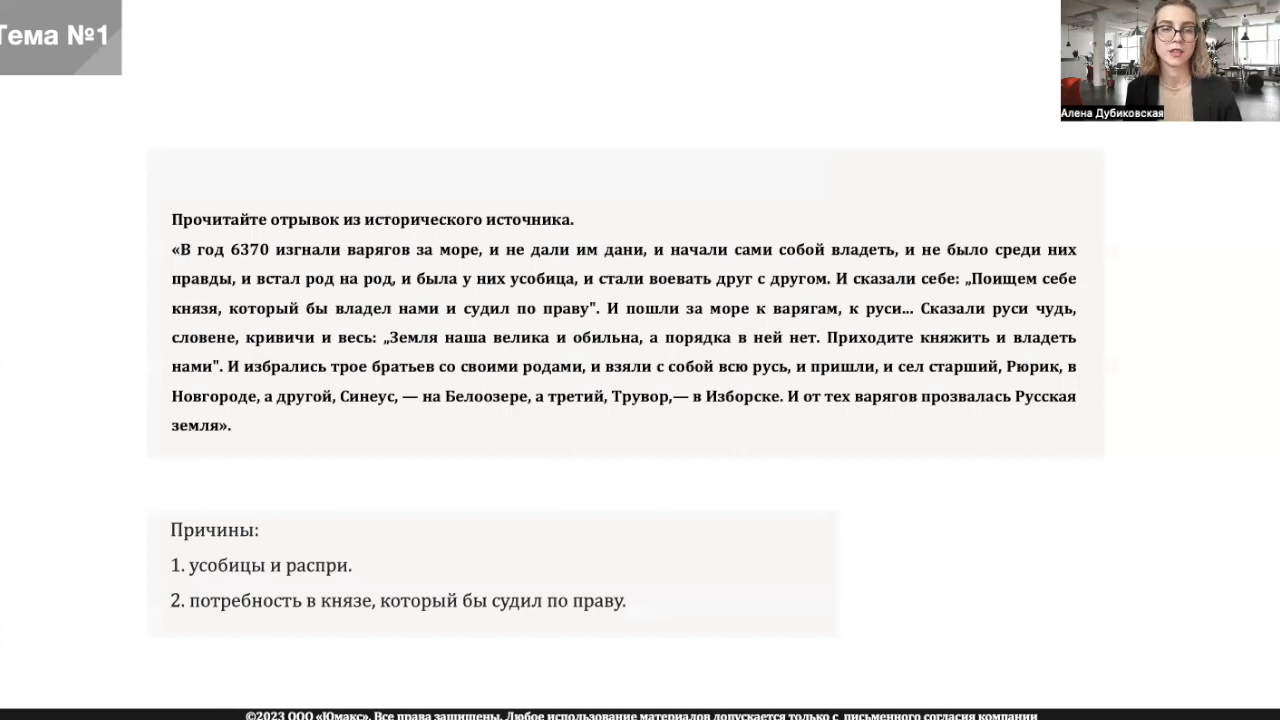 Тема №1
Алена Дубиковская
Прочитайте отрывок из исторического источника.
«В год 6370 изгнали варягов за море, и не дали им дани, и начали сами собой владеть, и не было среди них
правды, и встал род на род, и была у них усобица, и стали воевать друг с другом. И сказали себе: „Поищем себе
князя, который бы владел нами и судил по праву". И пошли за море к варягам, к руси... Сказали руси чудь,
словене, кривичи и весь: „Земля наша велика и обильна, а порядка в ней нет. Приходите княжить и владеть
нами". И избрались трое братьев со своими родами, и взяли с собой всю русь, и пришли, и сел старший, Рюрик, в
Новгороде, а другой, Синеус, — на Белоозере, а третий, Трувор,— в Изборске. И от тех варягов прозвалась Русская
земля».
Причины:
1. усобицы и распри.
2. потребность в князе, который бы судил по праву.
©2023 ООО «Юмакс». Все права защищены. Любое использование материалов допускается только с письменного согласия компании